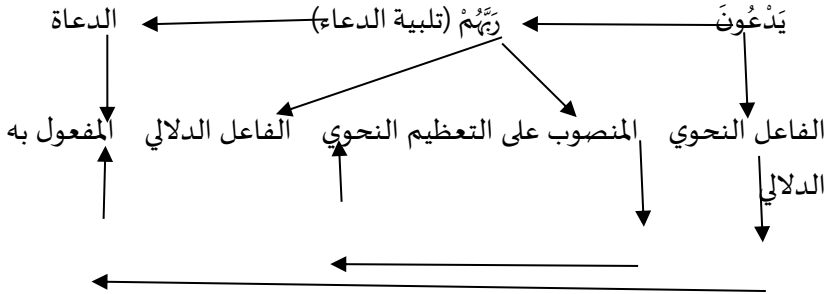 يَدْعُونَ رَبَّهُمْ (تلبية الدعاء) الدعاة
الفاعل النحوي المنصوب على التعظيم النحوي الفاعل الدلالي المفعول به
الدلالي